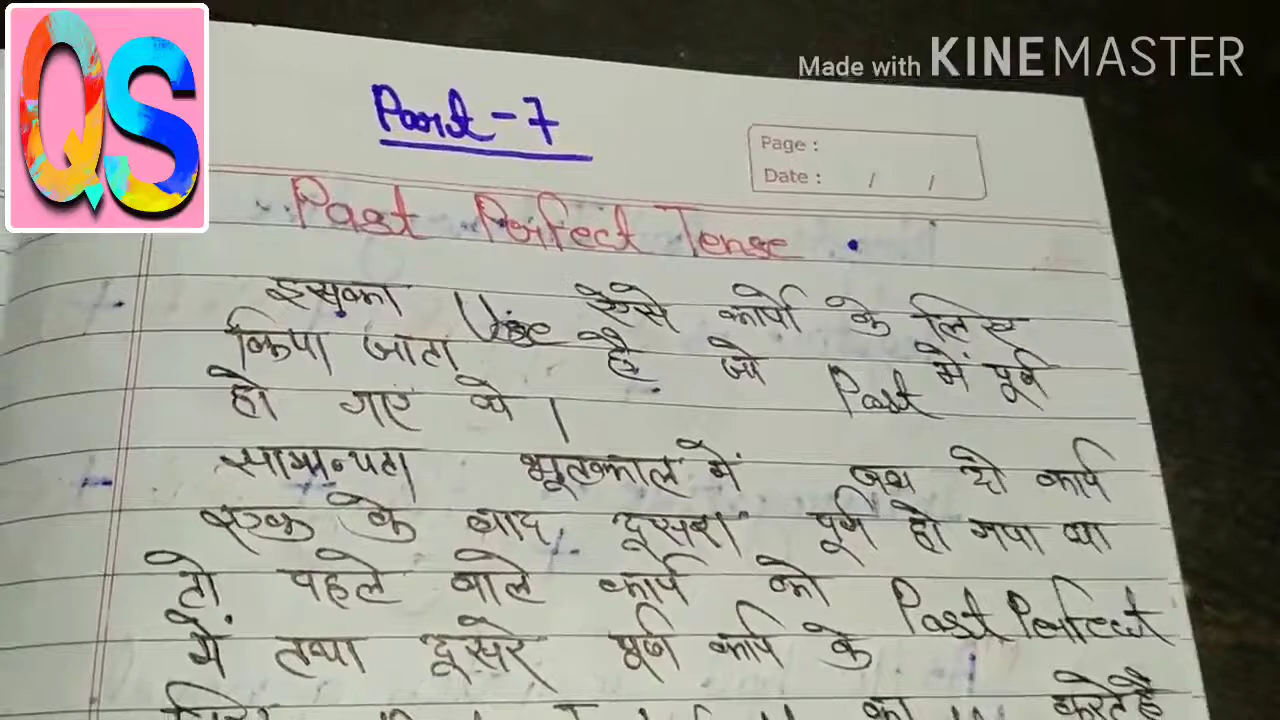 QS
Made with KINEMASTER
Part-7
Page :
Date : / /
Past Perfect Tense
इसका Use ऐसे कार्यो के लिए
किया जाता है जो Past में पूर्ण
हो गए थे ।
सामान्यता भूतकाल में जब दो कार्य
एक के बाद दूसरा पूर्ण हो गया था
तो पहले वाले कार्य को Past Perfect
में तथा दूसरे पूर्ण कार्य के
करते है